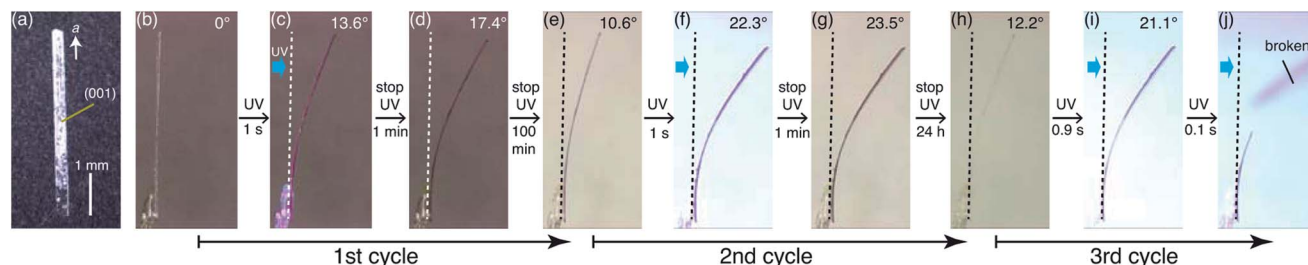 (a)
a
(001)
1 mm
(b)
0°
UV
1 s
(c)
13.6°
UV
stop
UV
1 min
(d)
17.4°
stop
UV
100
min
(e)
10.6°
UV
1 s
(f)
22.3°
stop
UV
1 min
(g)
23.5°
stop
UV
24 h
(h)
12.2°
UV
0.9 s
(i)
21.1°
UV
0.1 s
(j)
broken
1st cycle
2nd cycle
3rd cycle